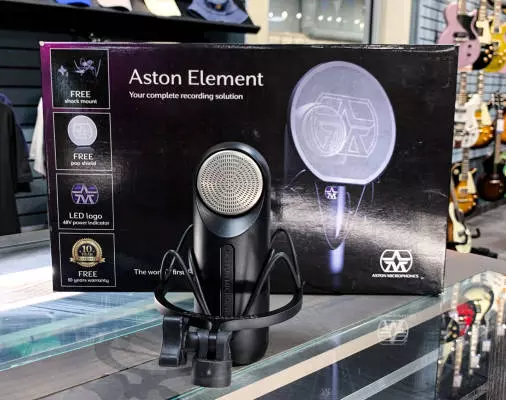 Aston Element
Your complete recording solution
FREE
shock mount
FREE
pop shield
LED logo
48V power indicator
10
FREE
10 years warranty
The worl
first
ASTON MICROPHONES